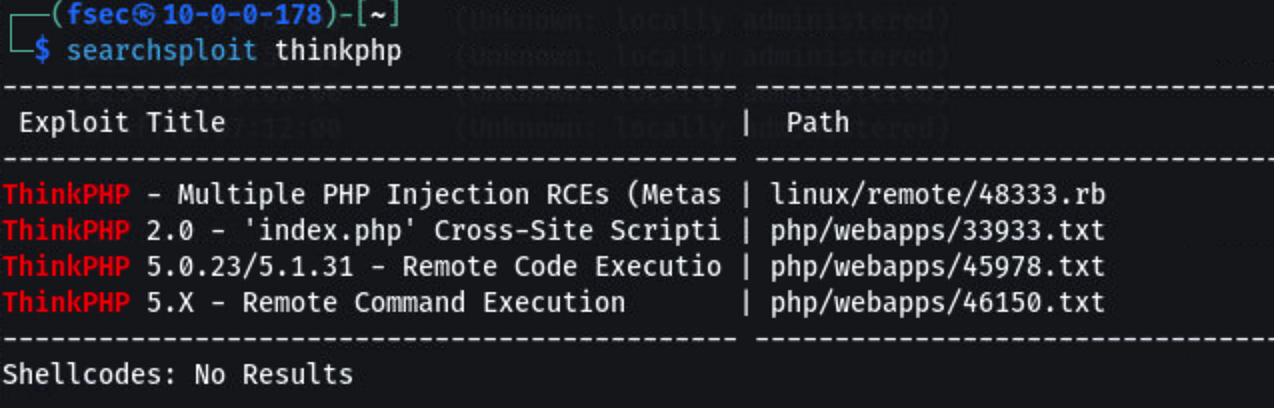 ┌──(fsec㉿10-0-0-178)-[~]
└─$ searchsploit thinkphp
---------------------------------------------- ---------------------------------
 Exploit Title                                |  Path
---------------------------------------------- ---------------------------------
ThinkPHP - Multiple PHP Injection RCEs (Metas | linux/remote/48333.rb
ThinkPHP 2.0 - 'index.php' Cross-Site Scripti | php/webapps/33933.txt
ThinkPHP 5.0.23/5.1.31 - Remote Code Executio | php/webapps/45978.txt
ThinkPHP 5.X - Remote Command Execution       | php/webapps/46150.txt
---------------------------------------------- ---------------------------------
Shellcodes: No Results